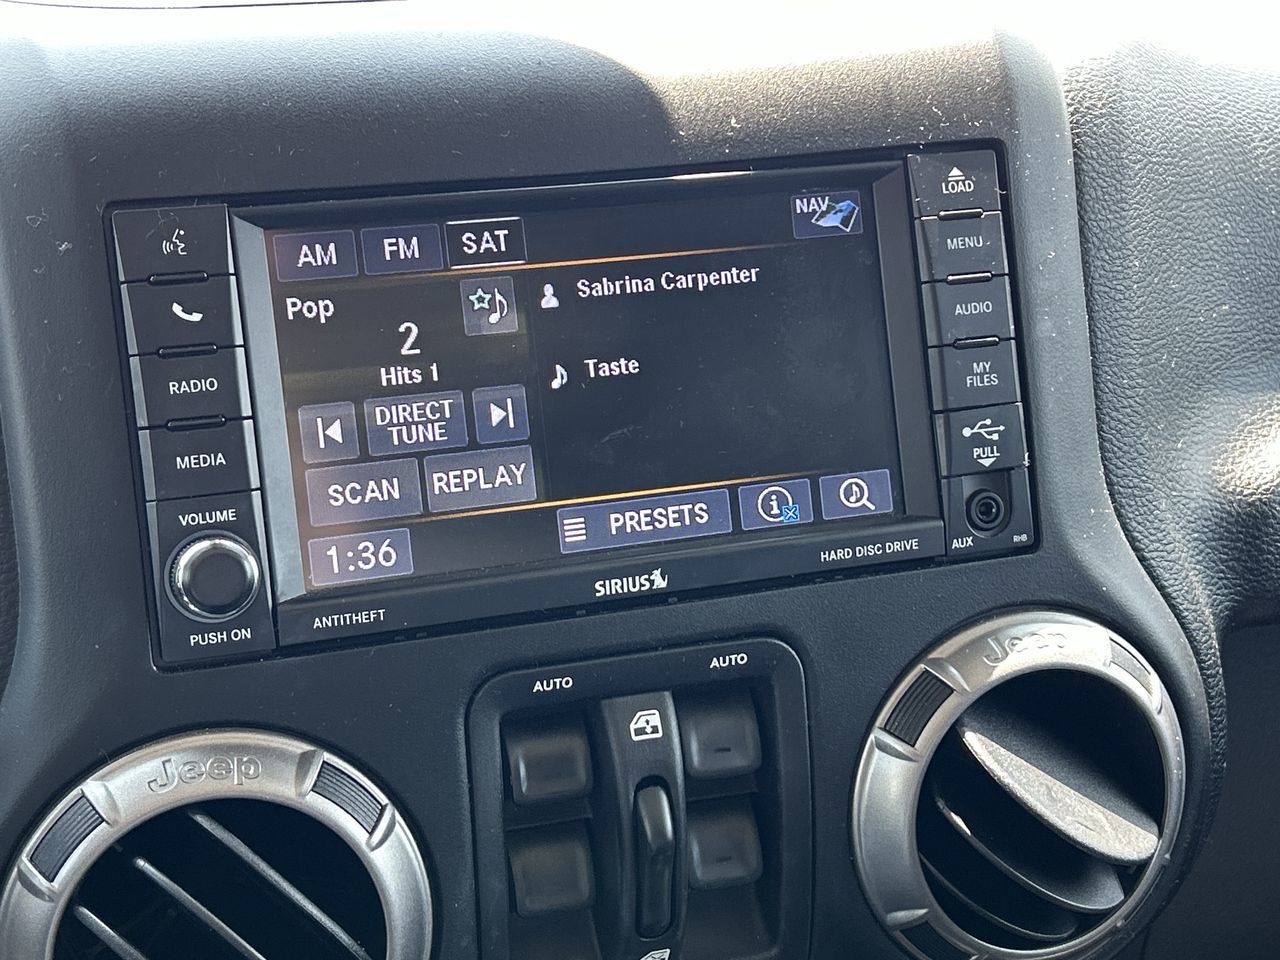 LOAD
NAV
AM
FM
SAT
MENU
Pop
Sabrina Carpenter
AUDIO
2
Hits 1
Taste
RADIO
MY
FILES
DIRECT
TUNE
MEDIA
PULL
SCAN
REPLAY
VOLUME
PRESETS
i
1:36
AUX
RHB
HARD DISC DRIVE
SIRIUS
ANTITHEFT
PUSH ON
AUTO
AUTO
Jeep
Jeep